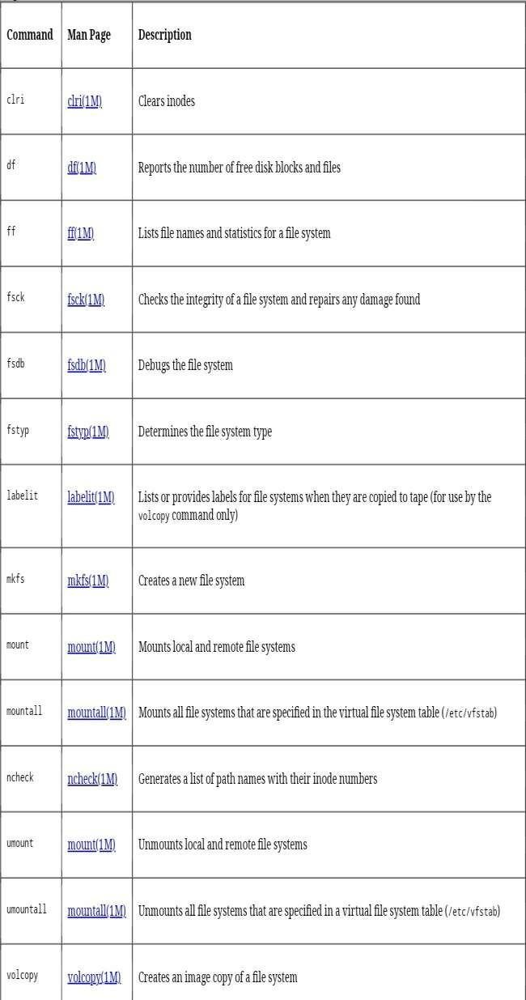 Command Man Page Description
clri clri(1M) Clears inodes
df df(1M) Reports the number of free disk blocks and files
ff ff(1M) Lists file names and statistics for a file system
fsck fsck(1M) Checks the integrity of a file system and repairs any damage found
fsdb fsdb(1M) Debugs the file system
fstyp fstyp(1M) Determines the file system type
labelit labelit(1M) Lists or provides labels for file systems when they are copied to tape (for use by the
volcopy command only)
mkfs mkfs(1M) Creates a new file system
mount mount(1M) Mounts local and remote file systems
mountall mountall(1M) Mounts all file systems that are specified in the virtual file system table (/etc/vfstab)
ncheck ncheck(1M) Generates a list of path names with their inode numbers
umount mount(1M) Unmounts local and remote file systems
umountall mountall(1M) Unmounts all file systems that are specified in a virtual file system table (/etc/vfstab)
volcopy volcopy(1M) Creates an image copy of a file system